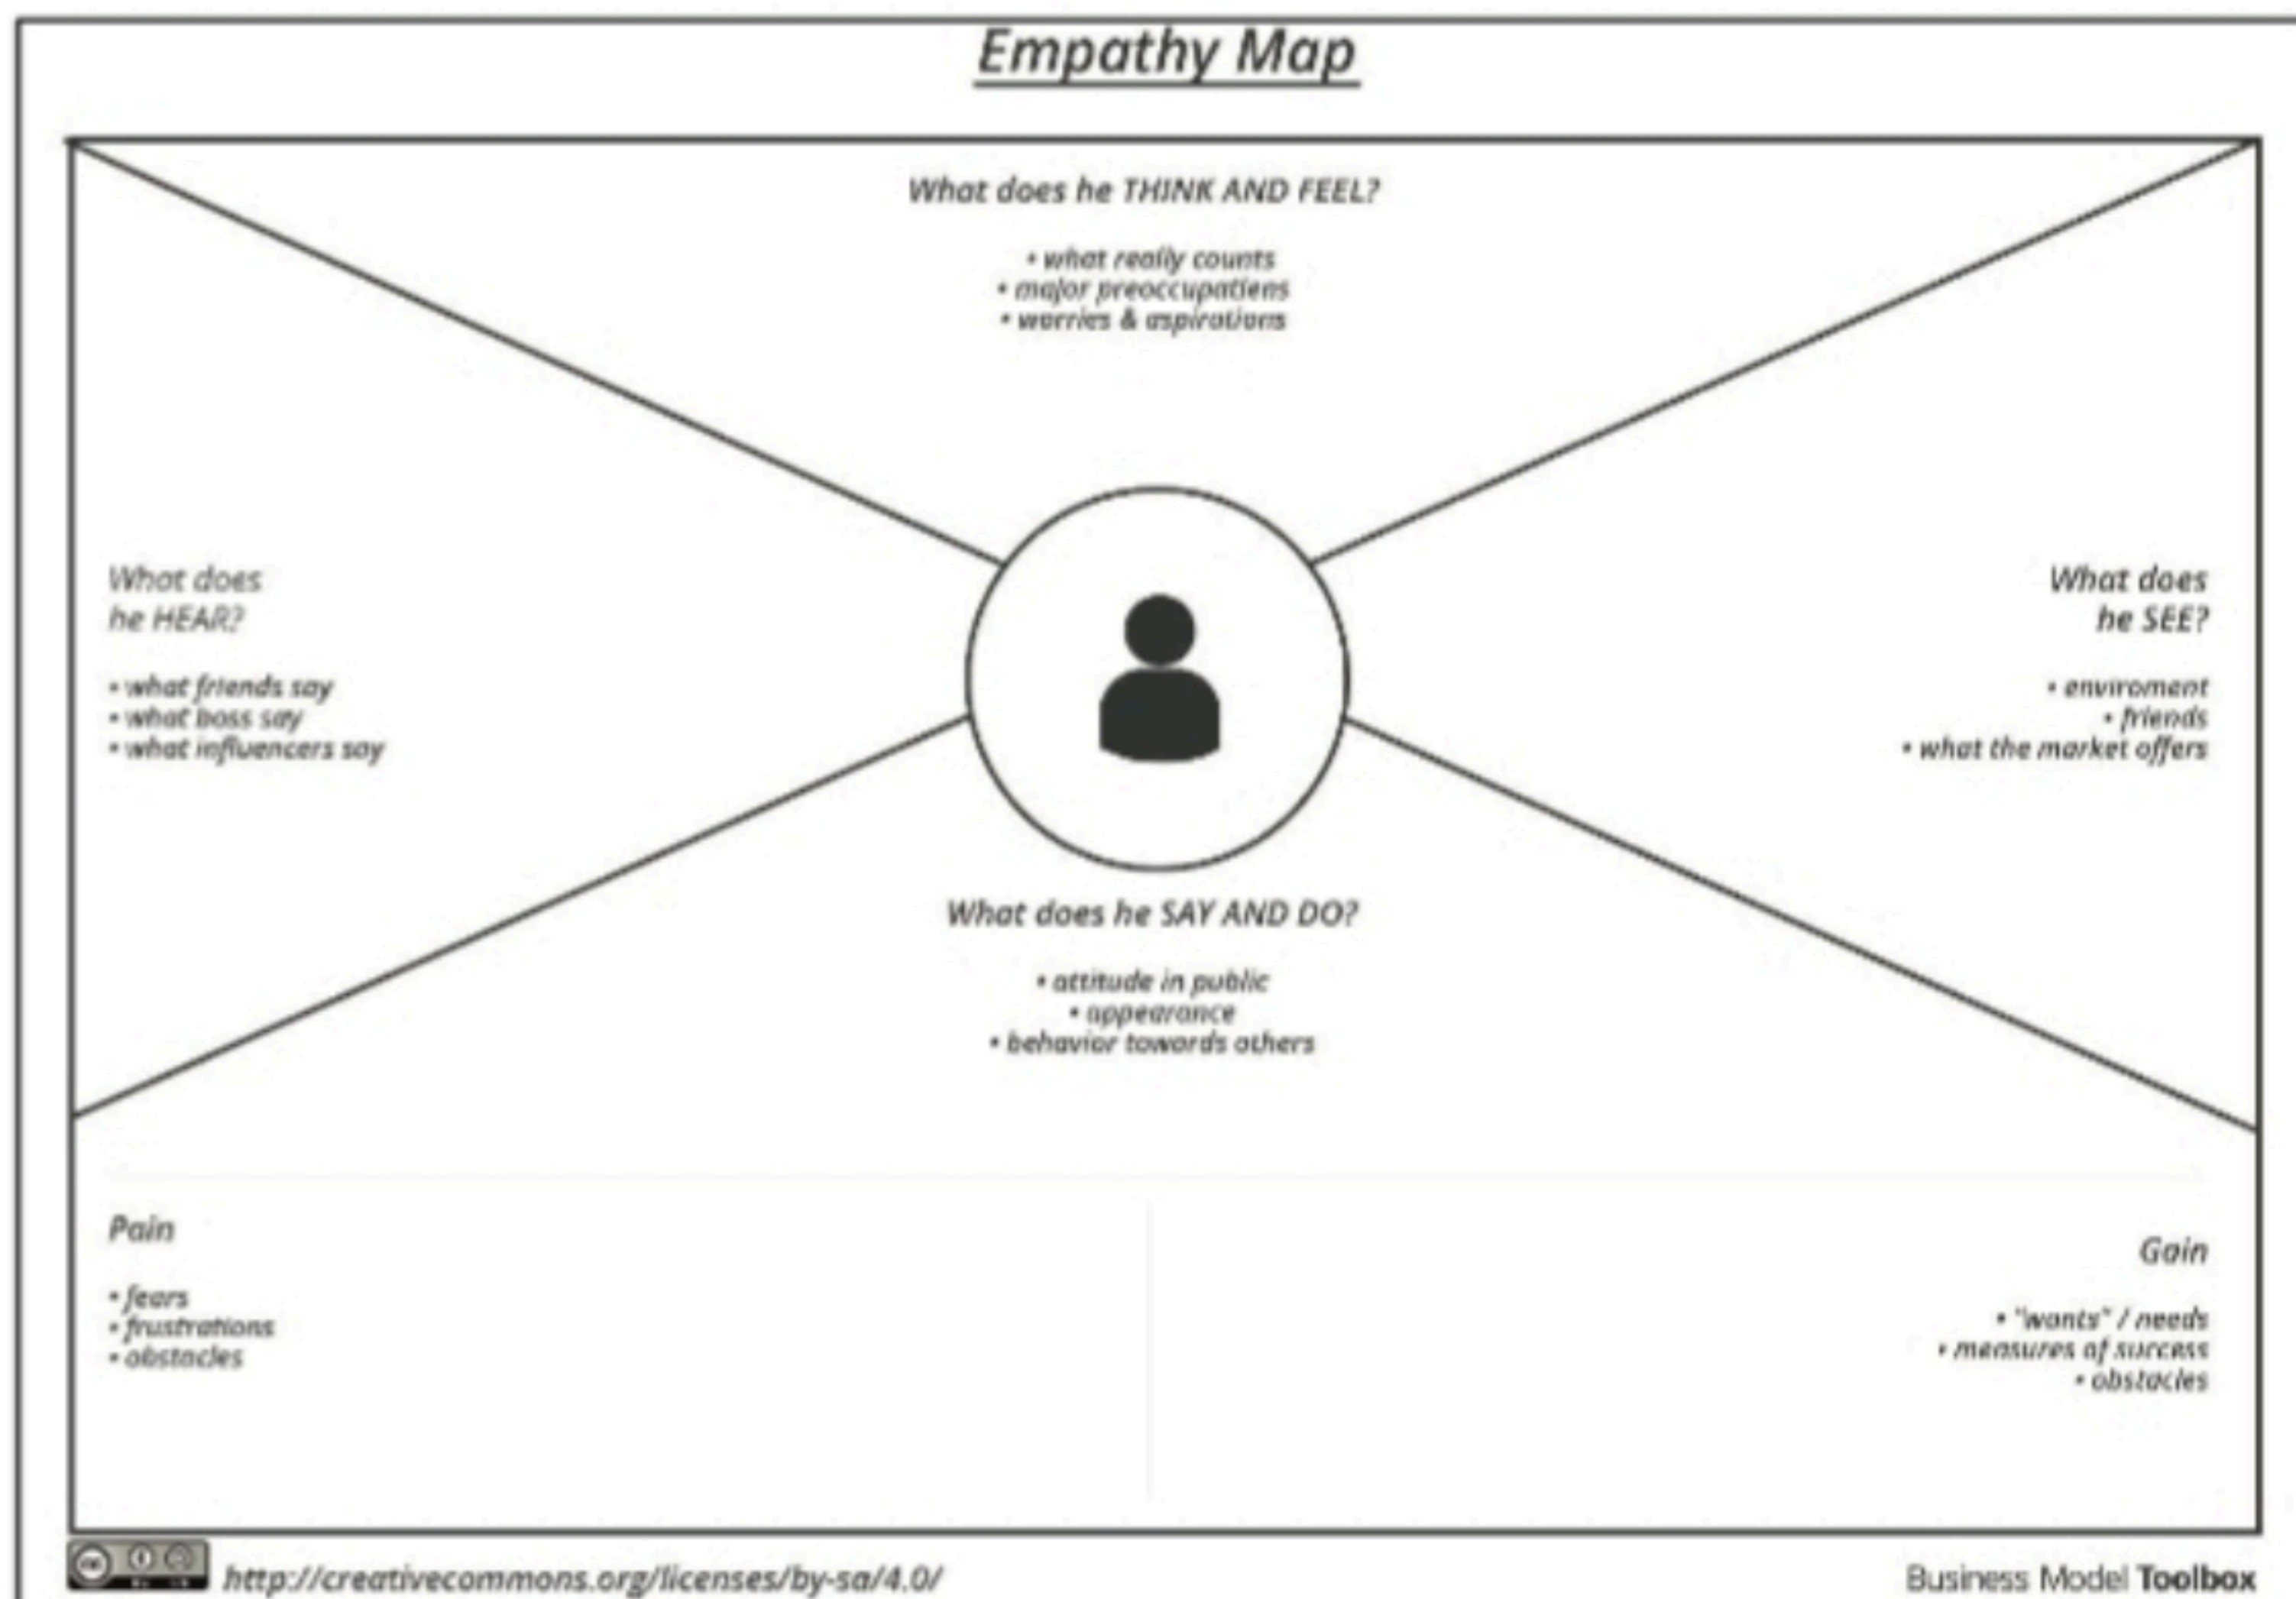 Empathy Map
What does he THINK AND FEEL?
• what really counts
• major preoccupations
• worries & aspirations
What does
he HEAR?
• what friends say
• what boss say
• what influencers say
What does
he SEE?
• enviroment
• friends
• what the market offers
What does he SAY AND DO?
• attitude in public
• appearance
• behavior towards others
Pain
• fears
• frustrations
• obstacles
Gain
• "wants" / needs
• measures of success
• obstacles
cc
http://creativecommons.org/licenses/by-sa/4.0/
Business Model Toolbox